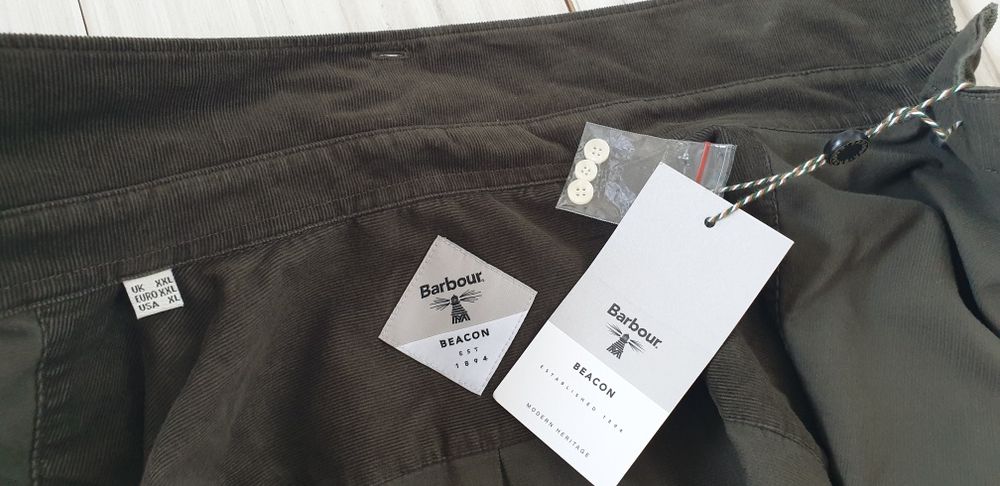 UK XXL
EURO XXL
USA XL
Barbour.
BEACON
EST
1894
Barbour.
BEACON
ESTABLISHED 1894
MODERN HERITAGE